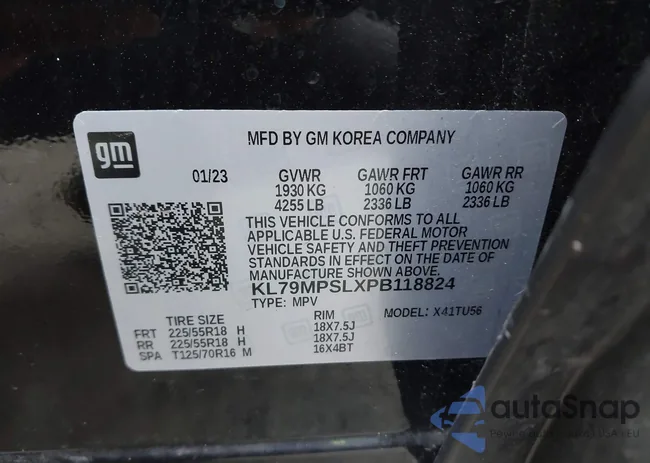 gm
MFD BY GM KOREA COMPANY
01/23 GVWR GAWR FRT GAWR RR
1930 KG 1060 KG 1060 KG
4255 LB 2336 LB 2336 LB
THIS VEHICLE CONFORMS TO ALL
APPLICABLE U.S. FEDERAL MOTOR
VEHICLE SAFETY AND THEFT PREVENTION
STANDARDS IN EFFECT ON THE DATE OF
MANUFACTURE SHOWN ABOVE.
KL79MPSLXPB118824
TYPE: MPV MODEL: X41TU56
TIRE SIZE RIM
FRT 225/55R18 H 18X7.5J
RR 225/55R18 H 18X7.5J
SPA T125/70R16 M 16X4BT
autoSnap